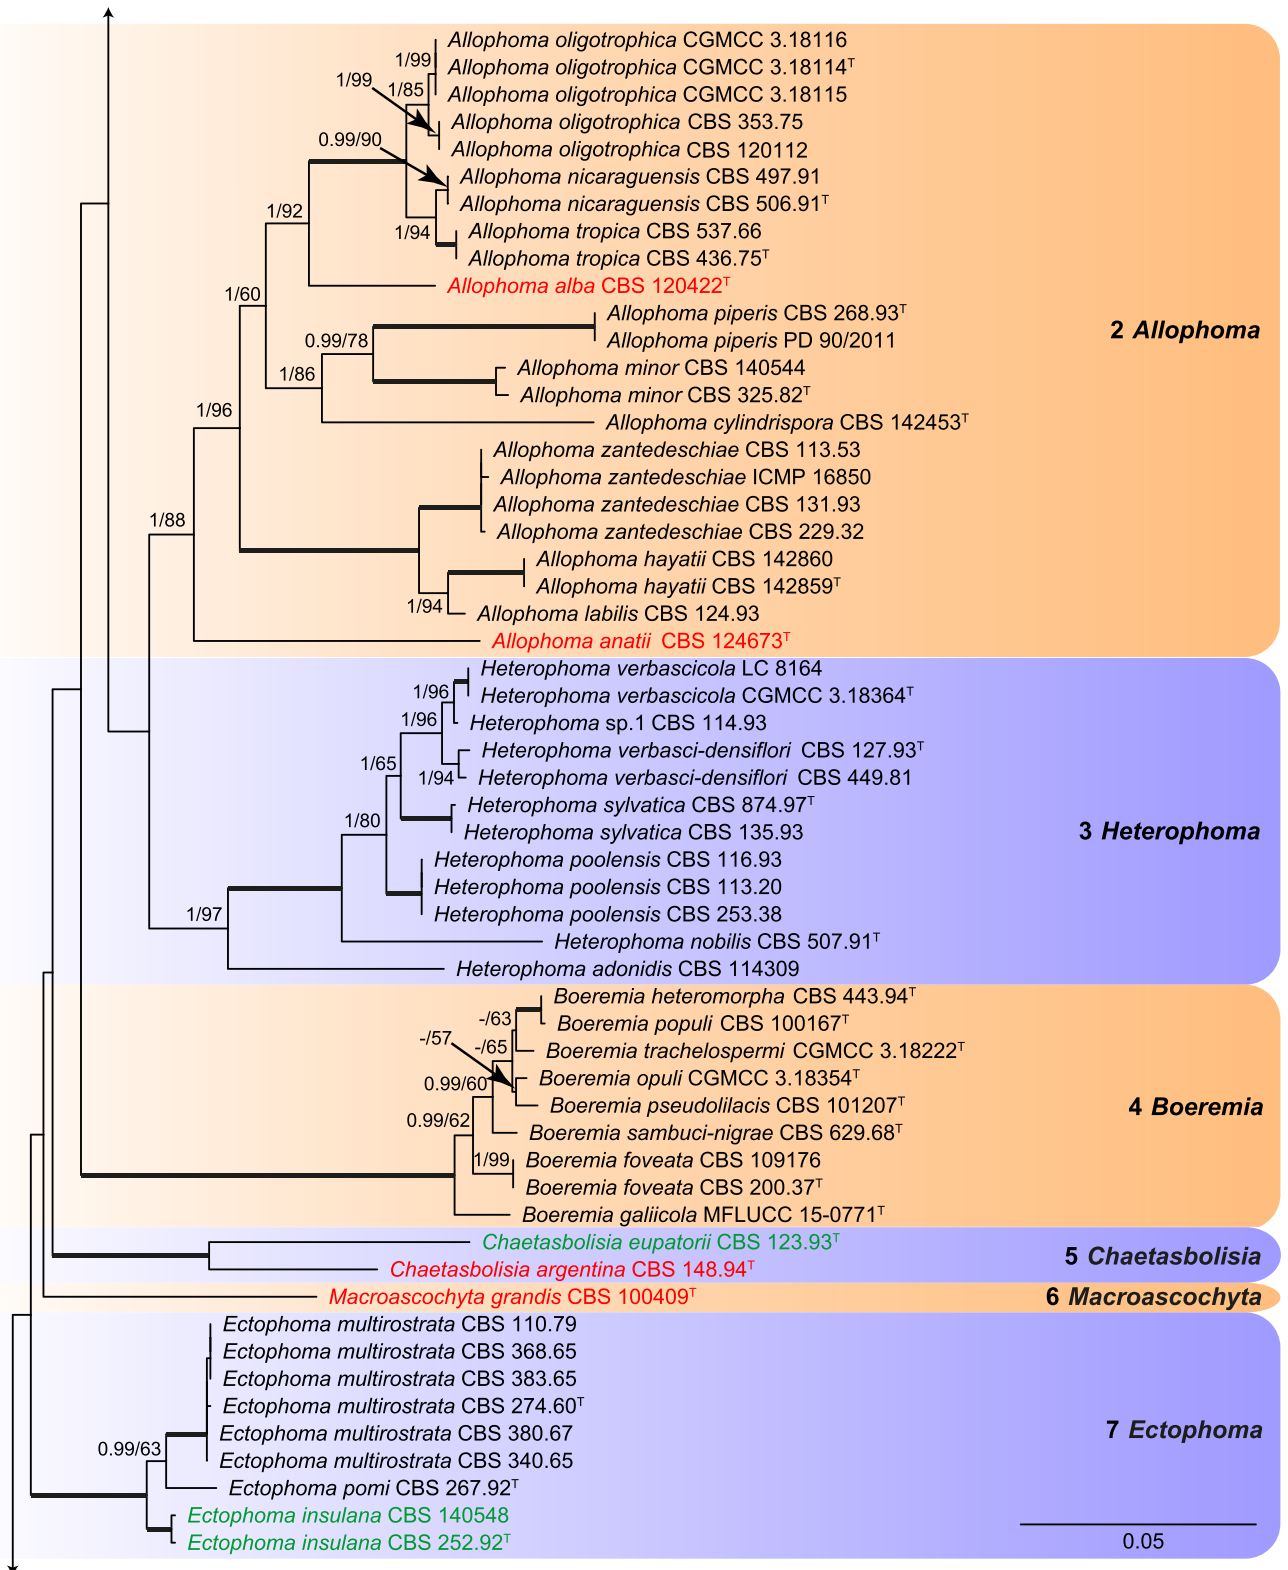 Allophoma oligotrophica CGMCC 3.18116
1/99
Allophoma oligotrophica CGMCC 3.18114ᵀ
1/99
1/85
Allophoma oligotrophica CGMCC 3.18115
Allophoma oligotrophica CBS 353.75
0.99/90
Allophoma oligotrophica CBS 120112
Allophoma nicaraguensis CBS 497.91
Allophoma nicaraguensis CBS 506.91ᵀ
1/92
1/94
Allophoma tropica CBS 537.66
Allophoma tropica CBS 436.75ᵀ
Allophoma alba CBS 120422ᵀ
1/60
Allophoma piperis CBS 268.93ᵀ
2 Allophoma
0.99/78
Allophoma piperis PD 90/2011
1/86
Allophoma minor CBS 140544
Allophoma minor CBS 325.82ᵀ
1/96
Allophoma cylindrispora CBS 142453ᵀ
Allophoma zantedeschiae CBS 113.53
Allophoma zantedeschiae ICMP 16850
Allophoma zantedeschiae CBS 131.93
1/88
Allophoma zantedeschiae CBS 229.32
Allophoma hayatii CBS 142860
Allophoma hayatii CBS 142859ᵀ
1/94
Allophoma labilis CBS 124.93
Allophoma anatii CBS 124673ᵀ
Heterophoma verbascicola LC 8164
1/96
Heterophoma verbascicola CGMCC 3.18364ᵀ
1/96
Heterophoma sp.1 CBS 114.93
Heterophoma verbasci-densiflori CBS 127.93ᵀ
1/65
1/94
Heterophoma verbasci-densiflori CBS 449.81
Heterophoma sylvatica CBS 874.97ᵀ
1/80
Heterophoma sylvatica CBS 135.93
3 Heterophoma
Heterophoma poolensis CBS 116.93
Heterophoma poolensis CBS 113.20
1/97
Heterophoma poolensis CBS 253.38
Heterophoma nobilis CBS 507.91ᵀ
Heterophoma adonidis CBS 114309
Boeremia heteromorpha CBS 443.94ᵀ
-/63
Boeremia populi CBS 100167ᵀ
-/57
-/65
Boeremia trachelospermi CGMCC 3.18222ᵀ
0.99/60
Boeremia opuli CGMCC 3.18354ᵀ
Boeremia pseudolilacis CBS 101207ᵀ
4 Boeremia
0.99/62
Boeremia sambuci-nigrae CBS 629.68ᵀ
1/99
Boeremia foveata CBS 109176
Boeremia foveata CBS 200.37ᵀ
Boeremia galiicola MFLUCC 15-0771ᵀ
Chaetasbolisia eupatorii CBS 123.93ᵀ
5 Chaetasbolisia
Chaetasbolisia argentina CBS 148.94ᵀ
Macroascochyta grandis CBS 100409ᵀ
6 Macroascochyta
Ectophoma multirostrata CBS 110.79
Ectophoma multirostrata CBS 368.65
Ectophoma multirostrata CBS 383.65
Ectophoma multirostrata CBS 274.60ᵀ
Ectophoma multirostrata CBS 380.67
7 Ectophoma
0.99/63
Ectophoma multirostrata CBS 340.65
Ectophoma pomi CBS 267.92ᵀ
Ectophoma insulana CBS 140548
Ectophoma insulana CBS 252.92ᵀ
0.05